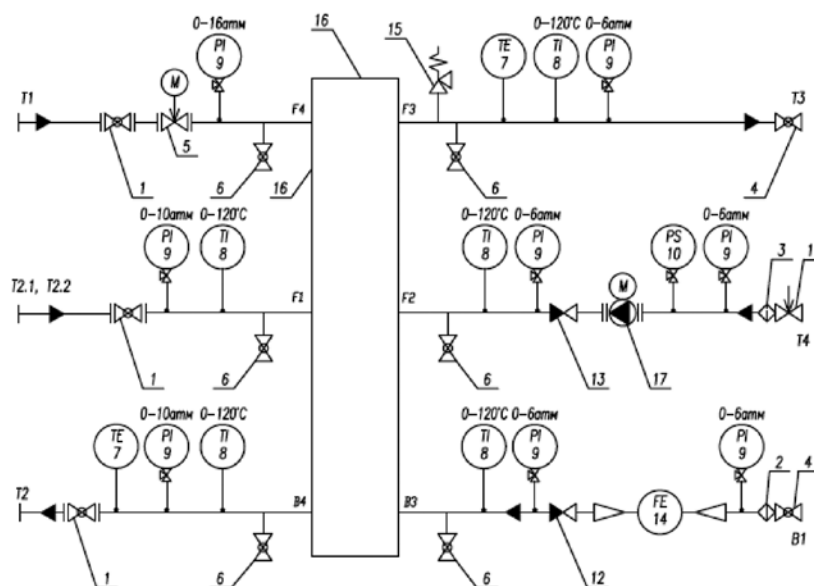 0-16атм 16 15 0-120°С 0-6атм
PI 9 TE 7 TI 8 PI 9
T1 M F4 F3 T3
1 5 6 16 6 4
0-10атм 0-120°С 0-120°С 0-6атм 0-6атм
PI 9 TI 8 TI 8 PI 9 PS 10 PI 9 3 1
T2.1, T2.2 F1 F2 M T4
1 6 6 13 17
0-10атм 0-120°С 0-120°С 0-6атм 0-6атм
TE 7 PI 9 TI 8 TI 8 PI 9 PI 9 2 4
T2 B4 B3 FE 14 B1
1 6 6 12